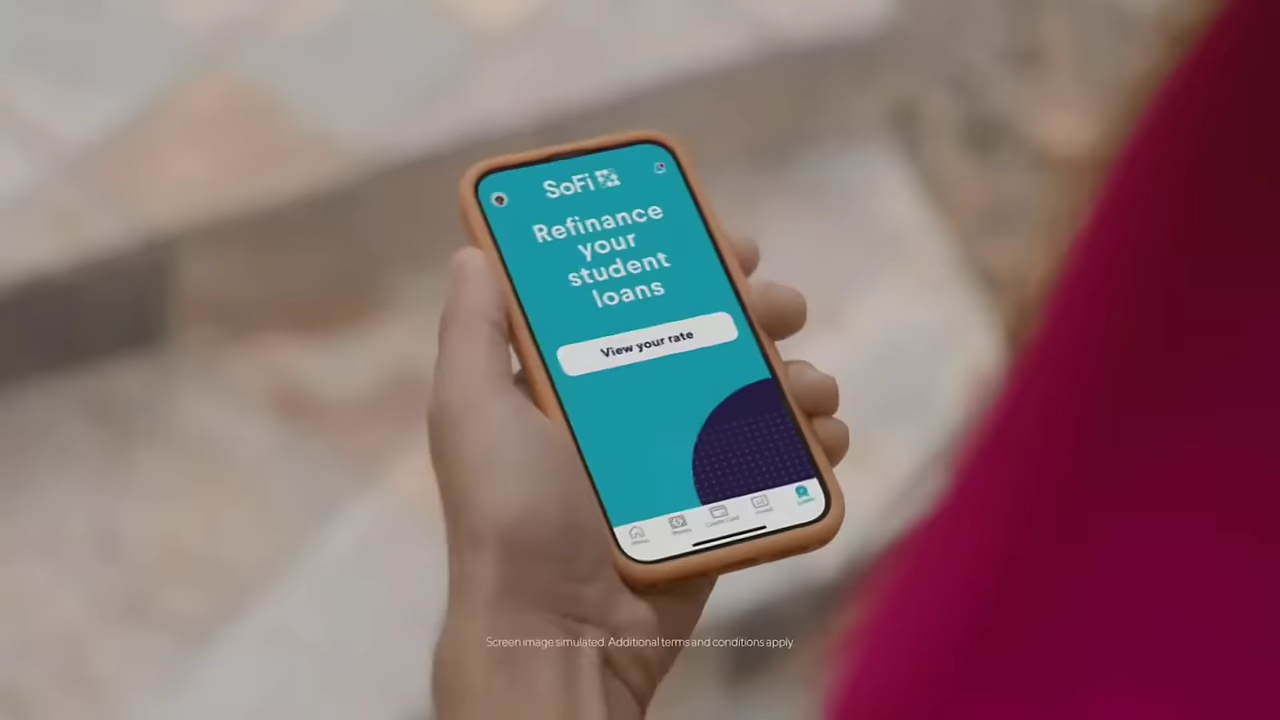 SoFi
Refinance
your
student
loans
View your rate
Screen image simulated. Additional terms and conditions apply.